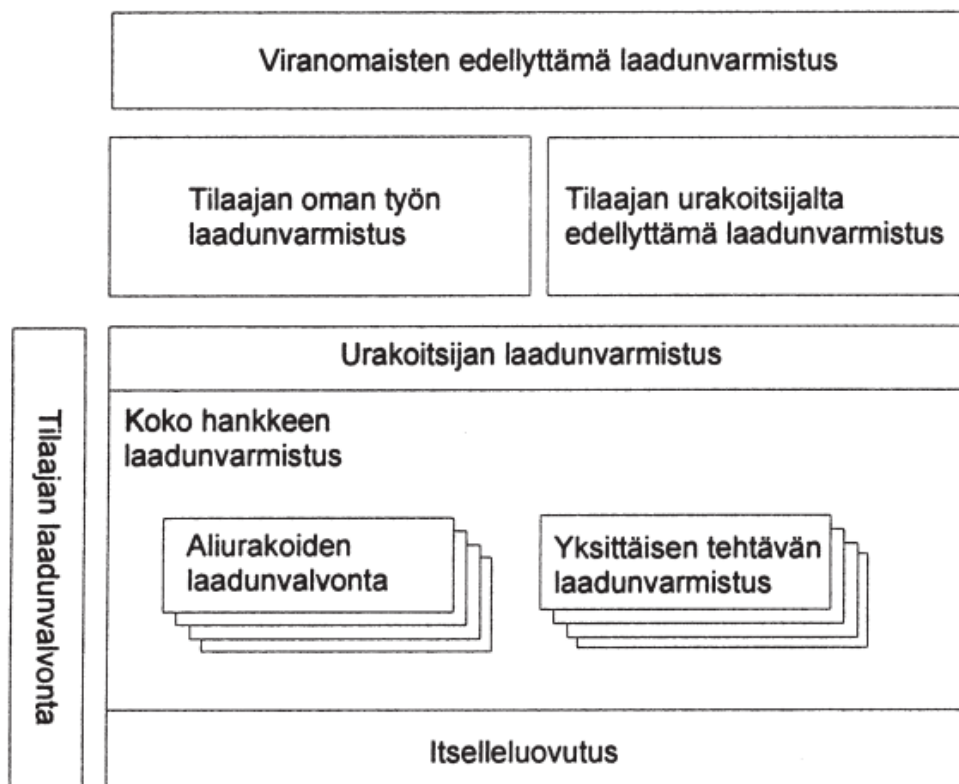 Viranomaisten edellyttämä laadunvarmistus
Tilaajan oman työn
laadunvarmistus
Tilaajan urakoitsijalta
edellyttämä laadunvarmistus
Tilaajan laadunvalvonta
Urakoitsijan laadunvarmistus
Koko hankkeen
laadunvarmistus
Aliurakoiden
laadunvalvonta
Yksittäisen tehtävän
laadunvarmistus
Itselleluovutus